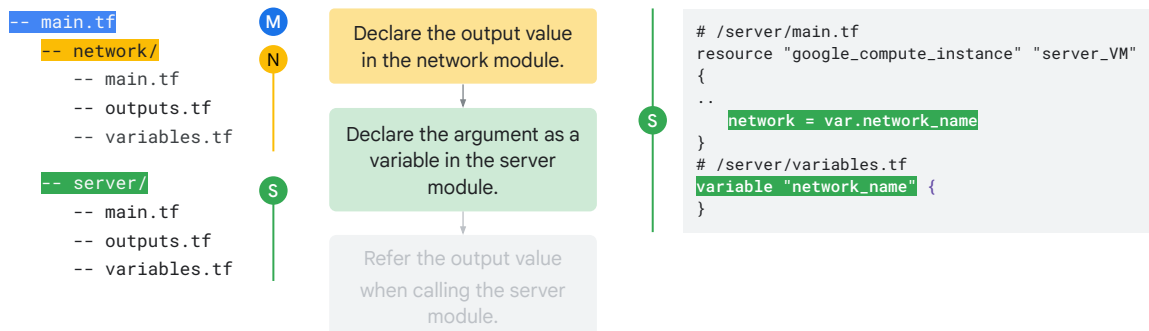 -- main.tf
M
-- network/
N
-- main.tf
-- outputs.tf
-- variables.tf
-- server/
S
-- main.tf
-- outputs.tf
-- variables.tf
Declare the output value
in the network module.
Declare the argument as a
variable in the server
module.
Refer the output value
when calling the server
module.
S
# /server/main.tf
resource "google_compute_instance" "server_VM"
{
..
network = var.network_name
}
# /server/variables.tf
variable "network_name" {
}